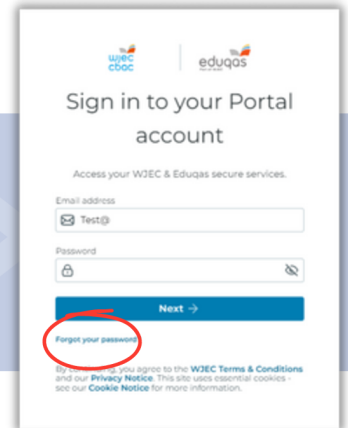 wjec
cbac
eduqas
Sign in to your Portal
account
Access your WJEC & Eduqas secure services.
Email address
Test@
Password
Next →
Forgot your password
By continuing, you agree to the WJEC Terms & Conditions
and our Privacy Notice. This site uses essential cookies -
see our Cookie Notice for more information.